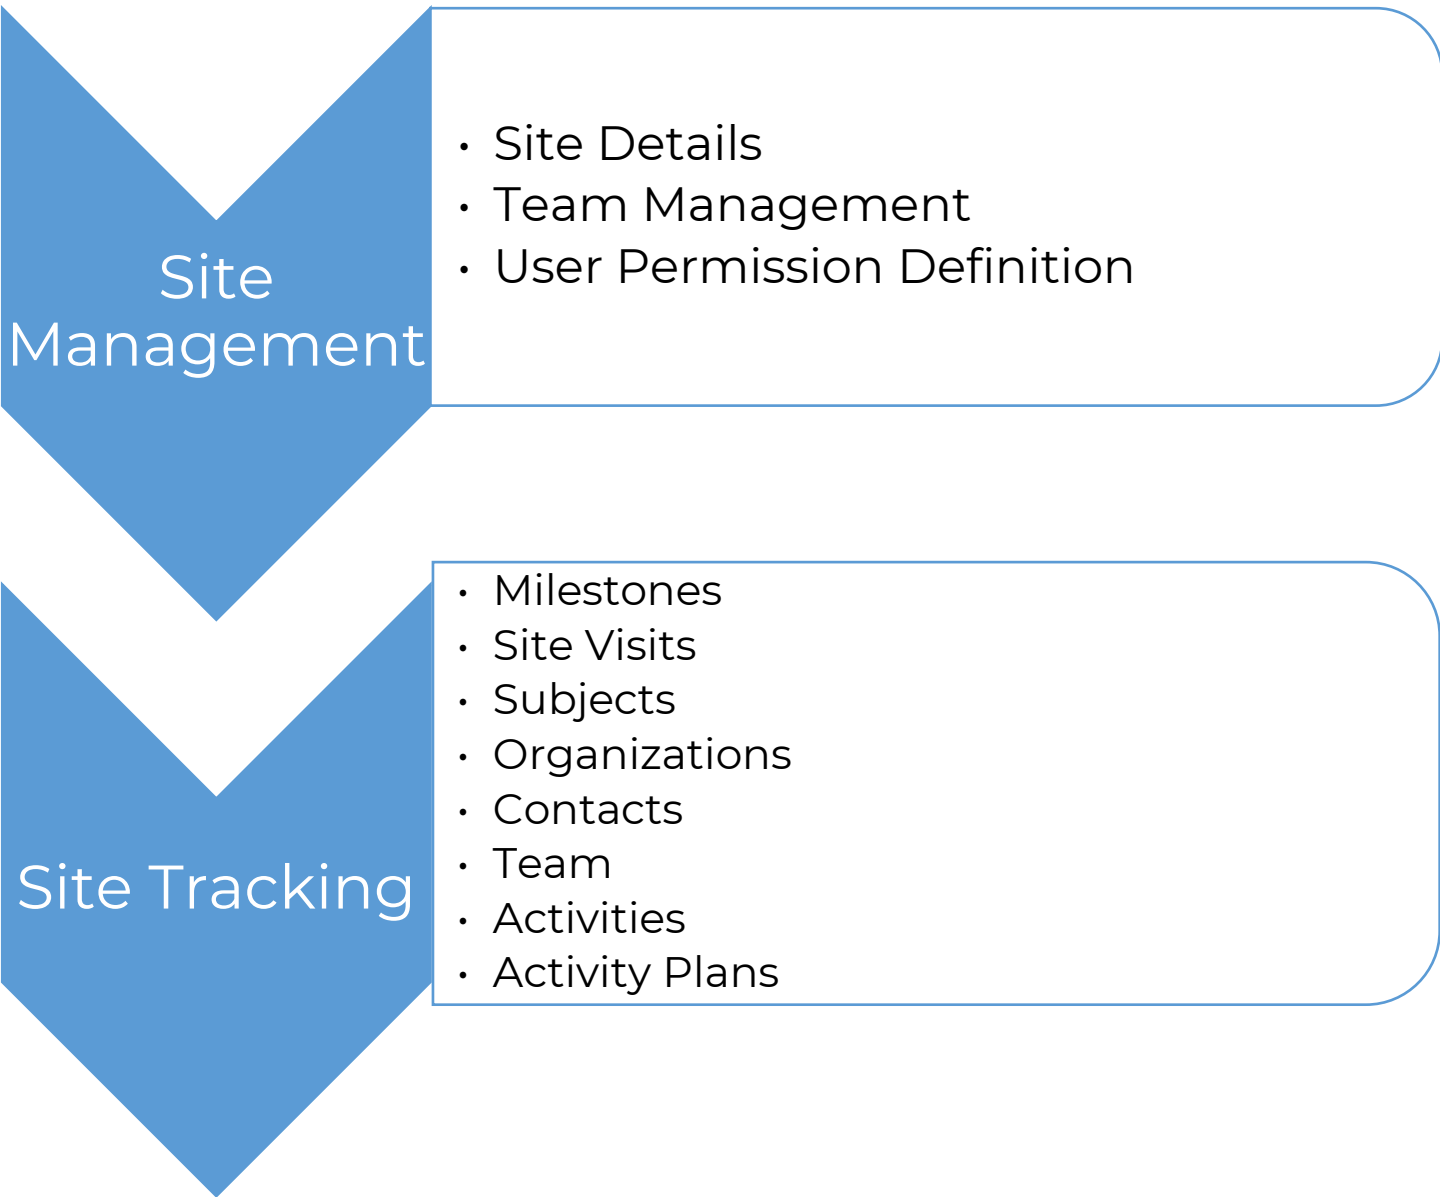 Site
Management
• Site Details
• Team Management
• User Permission Definition
Site Tracking
• Milestones
• Site Visits
• Subjects
• Organizations
• Contacts
• Team
• Activities
• Activity Plans